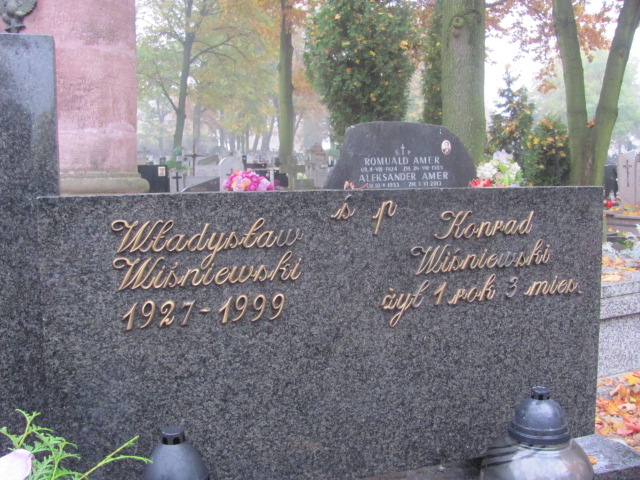 ś p
Władysław
Wiśniewski
1927-1999
Konrad
Wiśniewski
żył 1 rok 3 mies.
Ś P
ROMUALD AMER
ALEKSANDER AMER